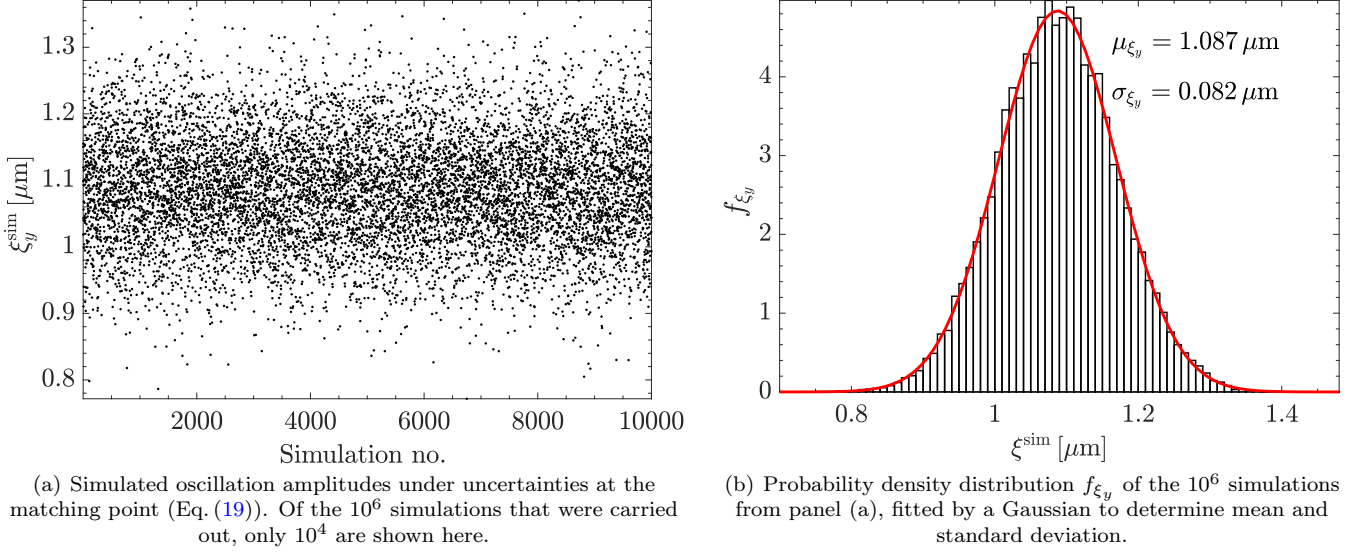 1.3
1.2
1.1
1
0.9
0.8
ξ_y^sim [μm]
2000 4000 6000 8000 10000
Simulation no.
(a) Simulated oscillation amplitudes under uncertainties at the
matching point (Eq. (19)). Of the 10^6 simulations that were carried
out, only 10^4 are shown here.
μ_ξ_y = 1.087 μm
σ_ξ_y = 0.082 μm
4
3
2
1
0
f_ξ_y
0.8 1 1.2 1.4
ξ^sim [μm]
(b) Probability density distribution f_ξ_y of the 10^6 simulations
from panel (a), fitted by a Gaussian to determine mean and
standard deviation.